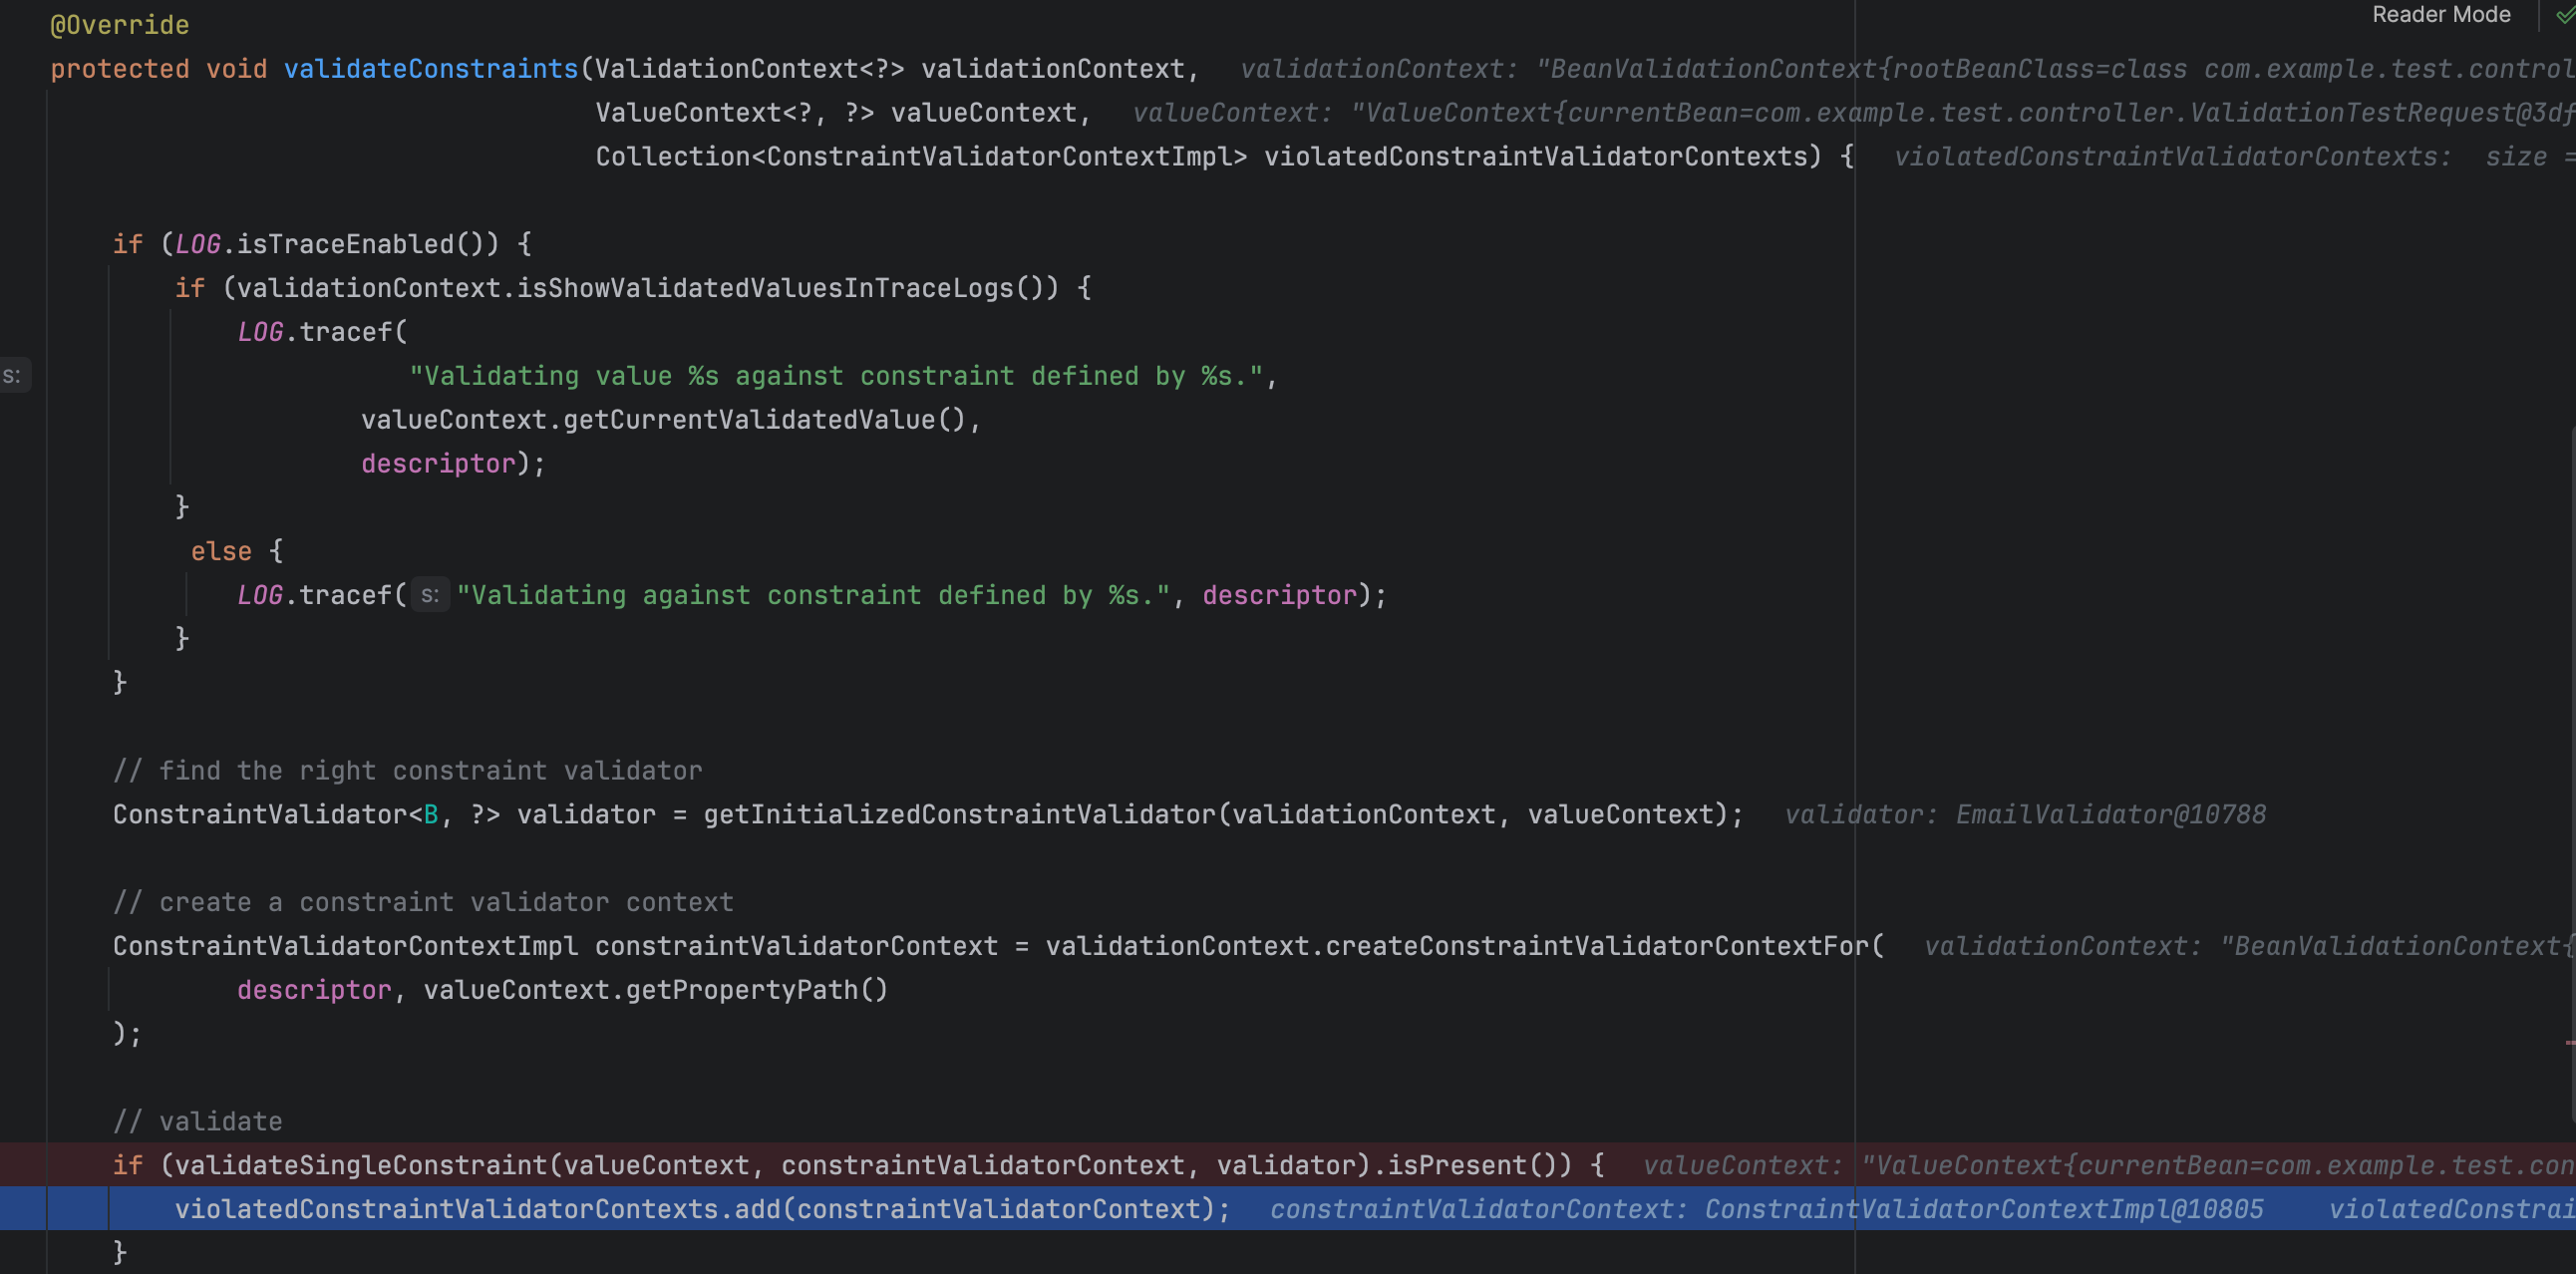 Reader Mode
@Override
protected void validateConstraints(ValidationContext<?> validationContext, validationContext: "BeanValidationContext{rootBeanClass=class com.example.test.control
ValueContext<?, ?> valueContext, valueContext: "ValueContext{currentBean=com.example.test.controller.ValidationTestRequest@3df
Collection<ConstraintValidatorContextImpl> violatedConstraintValidatorContexts) { violatedConstraintValidatorContexts: size =
if (LOG.isTraceEnabled()) {
if (validationContext.isShowValidatedValuesInTraceLogs()) {
LOG.tracef(
s: "Validating value %s against constraint defined by %s.",
valueContext.getCurrentValidatedValue(),
descriptor);
}
else {
LOG.tracef( s: "Validating against constraint defined by %s.", descriptor);
}
}
// find the right constraint validator
ConstraintValidator<B, ?> validator = getInitializedConstraintValidator(validationContext, valueContext); validator: EmailValidator@10788
// create a constraint validator context
ConstraintValidatorContextImpl constraintValidatorContext = validationContext.createConstraintValidatorContextFor( validationContext: "BeanValidationContext{
descriptor, valueContext.getPropertyPath()
);
// validate
if (validateSingleConstraint(valueContext, constraintValidatorContext, validator).isPresent()) { valueContext: "ValueContext{currentBean=com.example.test.con
violatedConstraintValidatorContexts.add(constraintValidatorContext); constraintValidatorContext: ConstraintValidatorContextImpl@10805 violatedConstrai
}